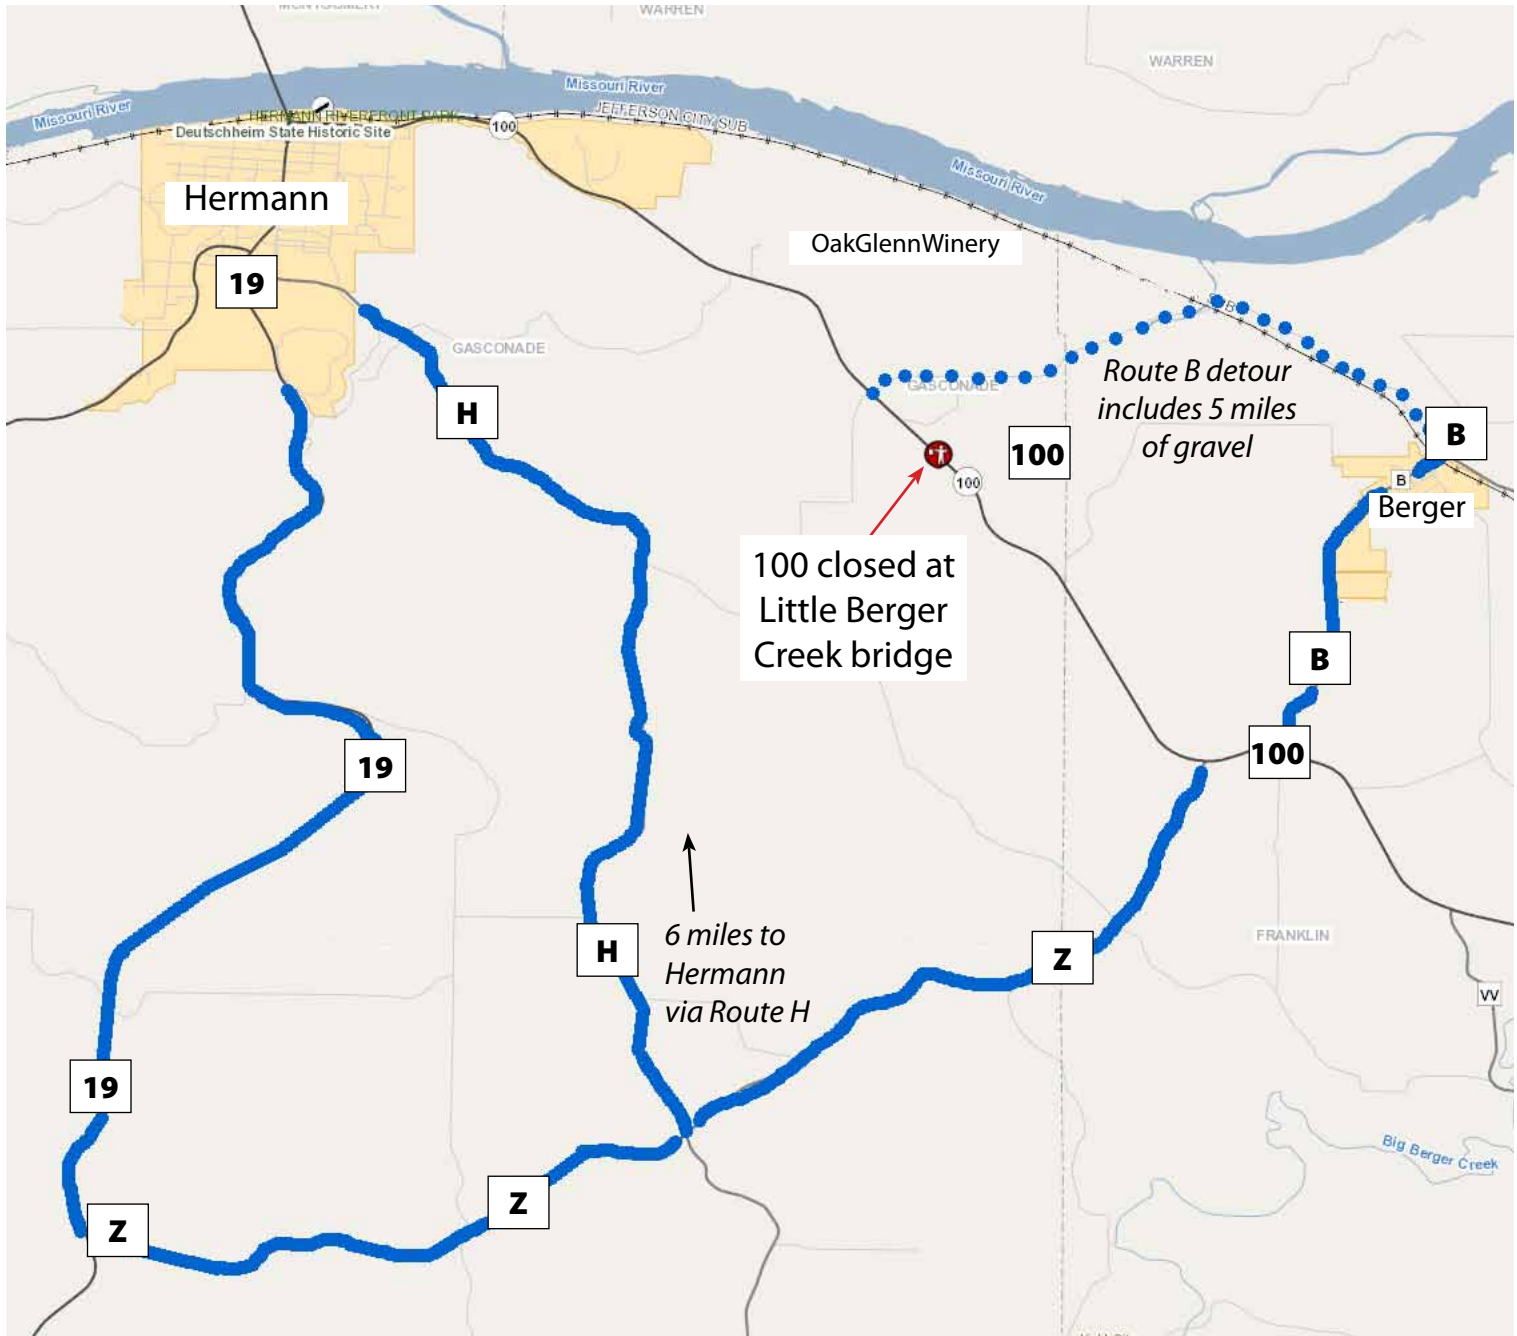 MONTGOMERY
WARREN
WARREN
Missouri River
Missouri River
HERMANN RIVERFRONT PARK
JEFFERSON CITY SUB
Deutschheim State Historic Site
100
Missouri River
Hermann
OakGlennWinery
19
GASCONADE
Route B detour
includes 5 miles
of gravel
GASCONADE
H
B
100
100
B
Berger
100 closed at
Little Berger
Creek bridge
B
19
100
6 miles to
Hermann
via Route H
H
Z
FRANKLIN
VV
19
Big Berger Creek
Z
Z